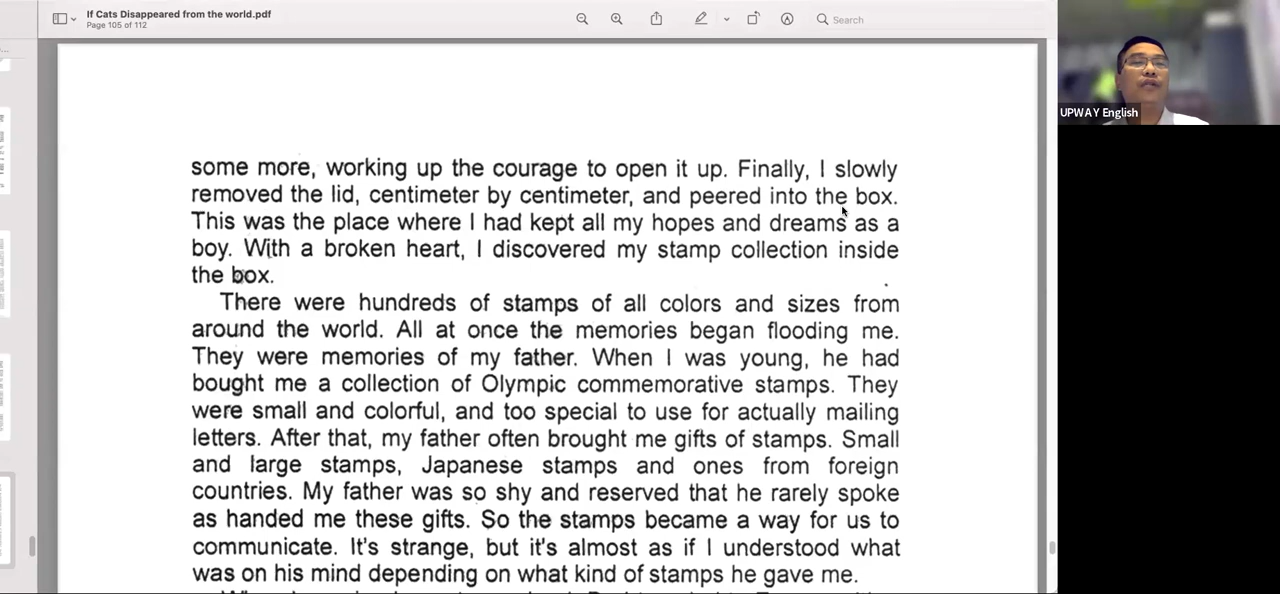 If Cats Disappeared from the world.pdf
Page 105 of 112
Search
UPWAY English
some more, working up the courage to open it up. Finally, I slowly
removed the lid, centimeter by centimeter, and peered into the box.
This was the place where I had kept all my hopes and dreams as a
boy. With a broken heart, I discovered my stamp collection inside
the box.
There were hundreds of stamps of all colors and sizes from
around the world. All at once the memories began flooding me.
They were memories of my father. When I was young, he had
bought me a collection of Olympic commemorative stamps. They
were small and colorful, and too special to use for actually mailing
letters. After that, my father often brought me gifts of stamps. Small
and large stamps, Japanese stamps and ones from foreign
countries. My father was so shy and reserved that he rarely spoke
as handed me these gifts. So the stamps became a way for us to
communicate. It's strange, but it's almost as if I understood what
was on his mind depending on what kind of stamps he gave me.